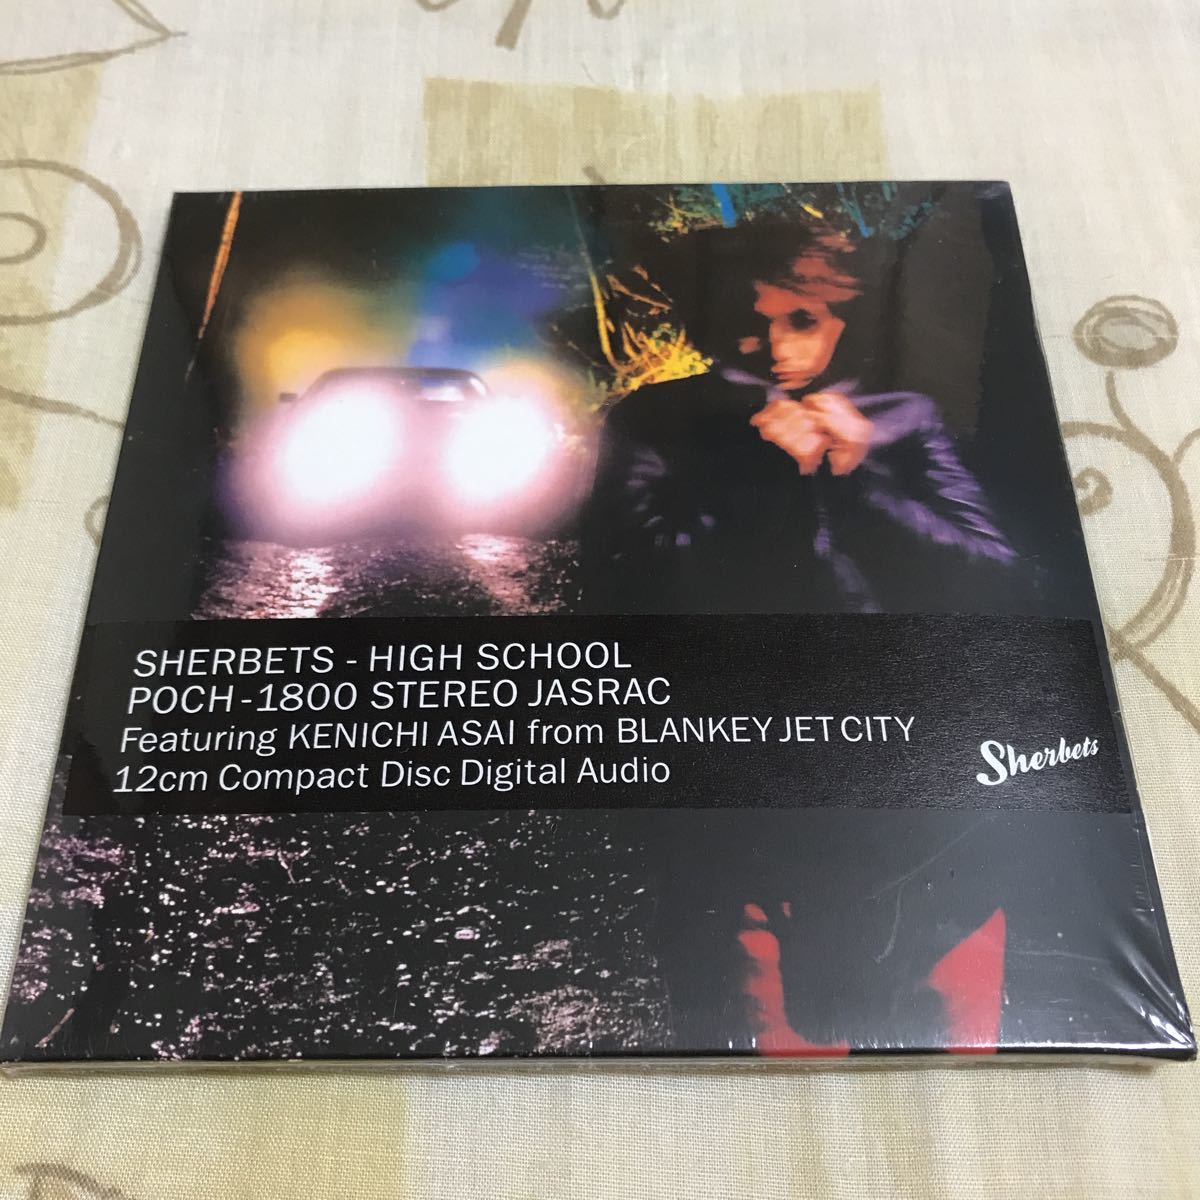 SHERBETS - HIGH SCHOOL
POCH-1800 STEREO JASRAC
Featuring KENICHI ASAI from BLANKEY JET CITY
12cm Compact Disc Digital Audio
Sherbets